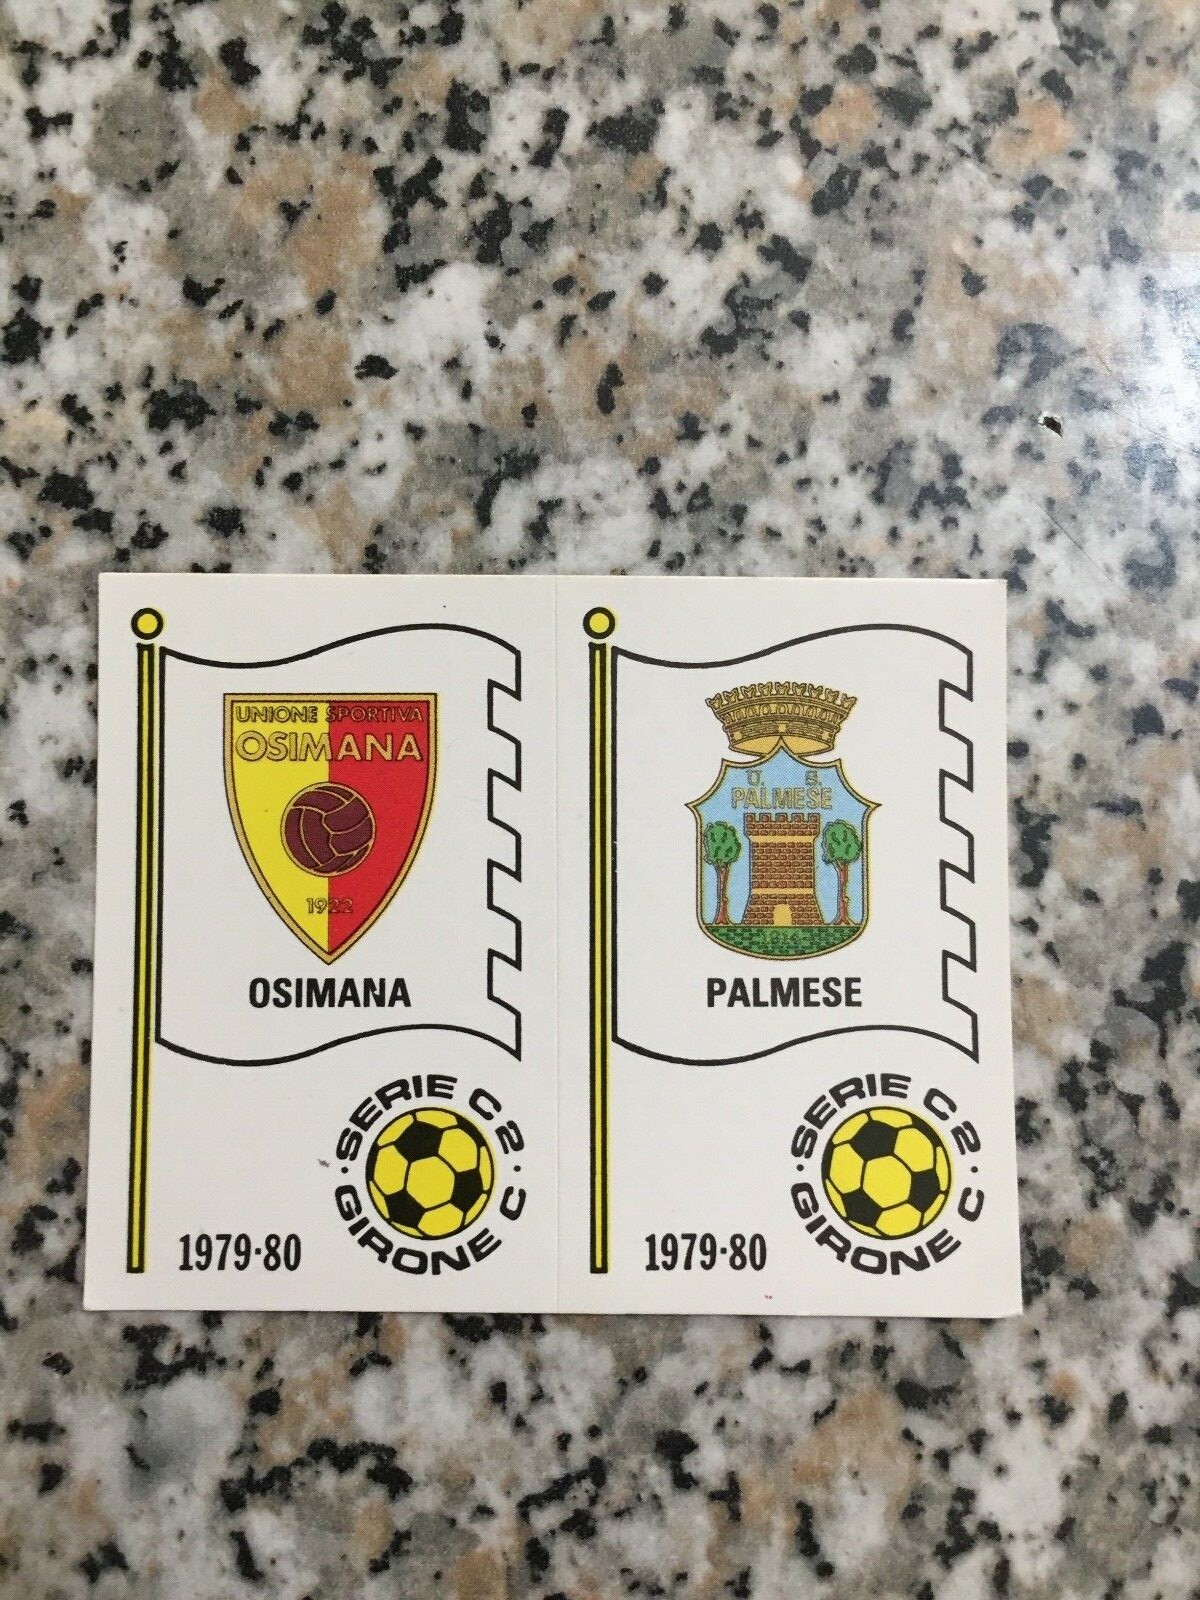 UNIONE SPORTIVA
OSIMANA
1922
OSIMANA
SERIE C2
GIRONE C
1979·80
U. S.
PALMESE
PALMESE
SERIE C2
GIRONE C
1979·80